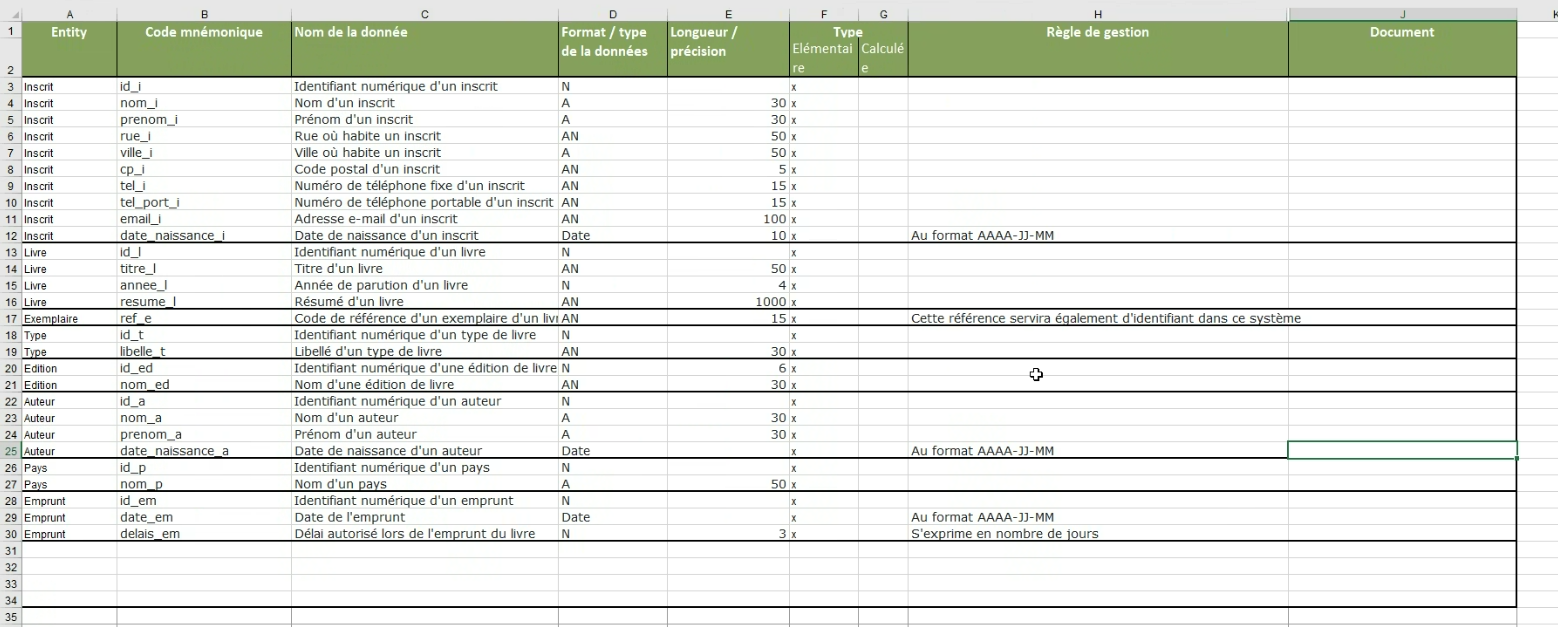 A B C D E F G H J K
1 Entity Code mnémonique Nom de la donnée Format / type de la données Longueur / précision Type Règle de gestion Document
2 Elémentaire Calculée
3 Inscrit id_i Identifiant numérique d'un inscrit N x
4 Inscrit nom_i Nom d'un inscrit A 30 x
5 Inscrit prenom_i Prénom d'un inscrit A 30 x
6 Inscrit rue_i Rue où habite un inscrit AN 50 x
7 Inscrit ville_i Ville où habite un inscrit A 50 x
8 Inscrit cp_i Code postal d'un inscrit AN 5 x
9 Inscrit tel_i Numéro de téléphone fixe d'un inscrit AN 15 x
10 Inscrit tel_port_i Numéro de téléphone portable d'un inscrit AN 15 x
11 Inscrit email_i Adresse e-mail d'un inscrit AN 100 x
12 Inscrit date_naissance_i Date de naissance d'un inscrit Date 10 x Au format AAAA-JJ-MM
13 Livre id_l Identifiant numérique d'un livre N x
14 Livre titre_l Titre d'un livre AN 50 x
15 Livre annee_l Année de parution d'un livre N 4 x
16 Livre resume_l Résumé d'un livre AN 1000 x
17 Exemplaire ref_e Code de référence d'un exemplaire d'un livr AN 15 x Cette référence servira également d'identifiant dans ce système
18 Type id_t Identifiant numérique d'un type de livre N x
19 Type libelle_t Libellé d'un type de livre AN 30 x
20 Edition id_ed Identifiant numérique d'une édition de livre N 6 x
21 Edition nom_ed Nom d'une édition de livre AN 30 x
22 Auteur id_a Identifiant numérique d'un auteur N x
23 Auteur nom_a Nom d'un auteur A 30 x
24 Auteur prenom_a Prénom d'un auteur A 30 x
25 Auteur date_naissance_a Date de naissance d'un auteur Date x Au format AAAA-JJ-MM
26 Pays id_p Identifiant numérique d'un pays N x
27 Pays nom_p Nom d'un pays A 50 x
28 Emprunt id_em Identifiant numérique d'un emprunt N x
29 Emprunt date_em Date de l'emprunt Date x Au format AAAA-JJ-MM
30 Emprunt delais_em Délai autorisé lors de l'emprunt du livre N 3 x S'exprime en nombre de jours
31
32
33
34
35